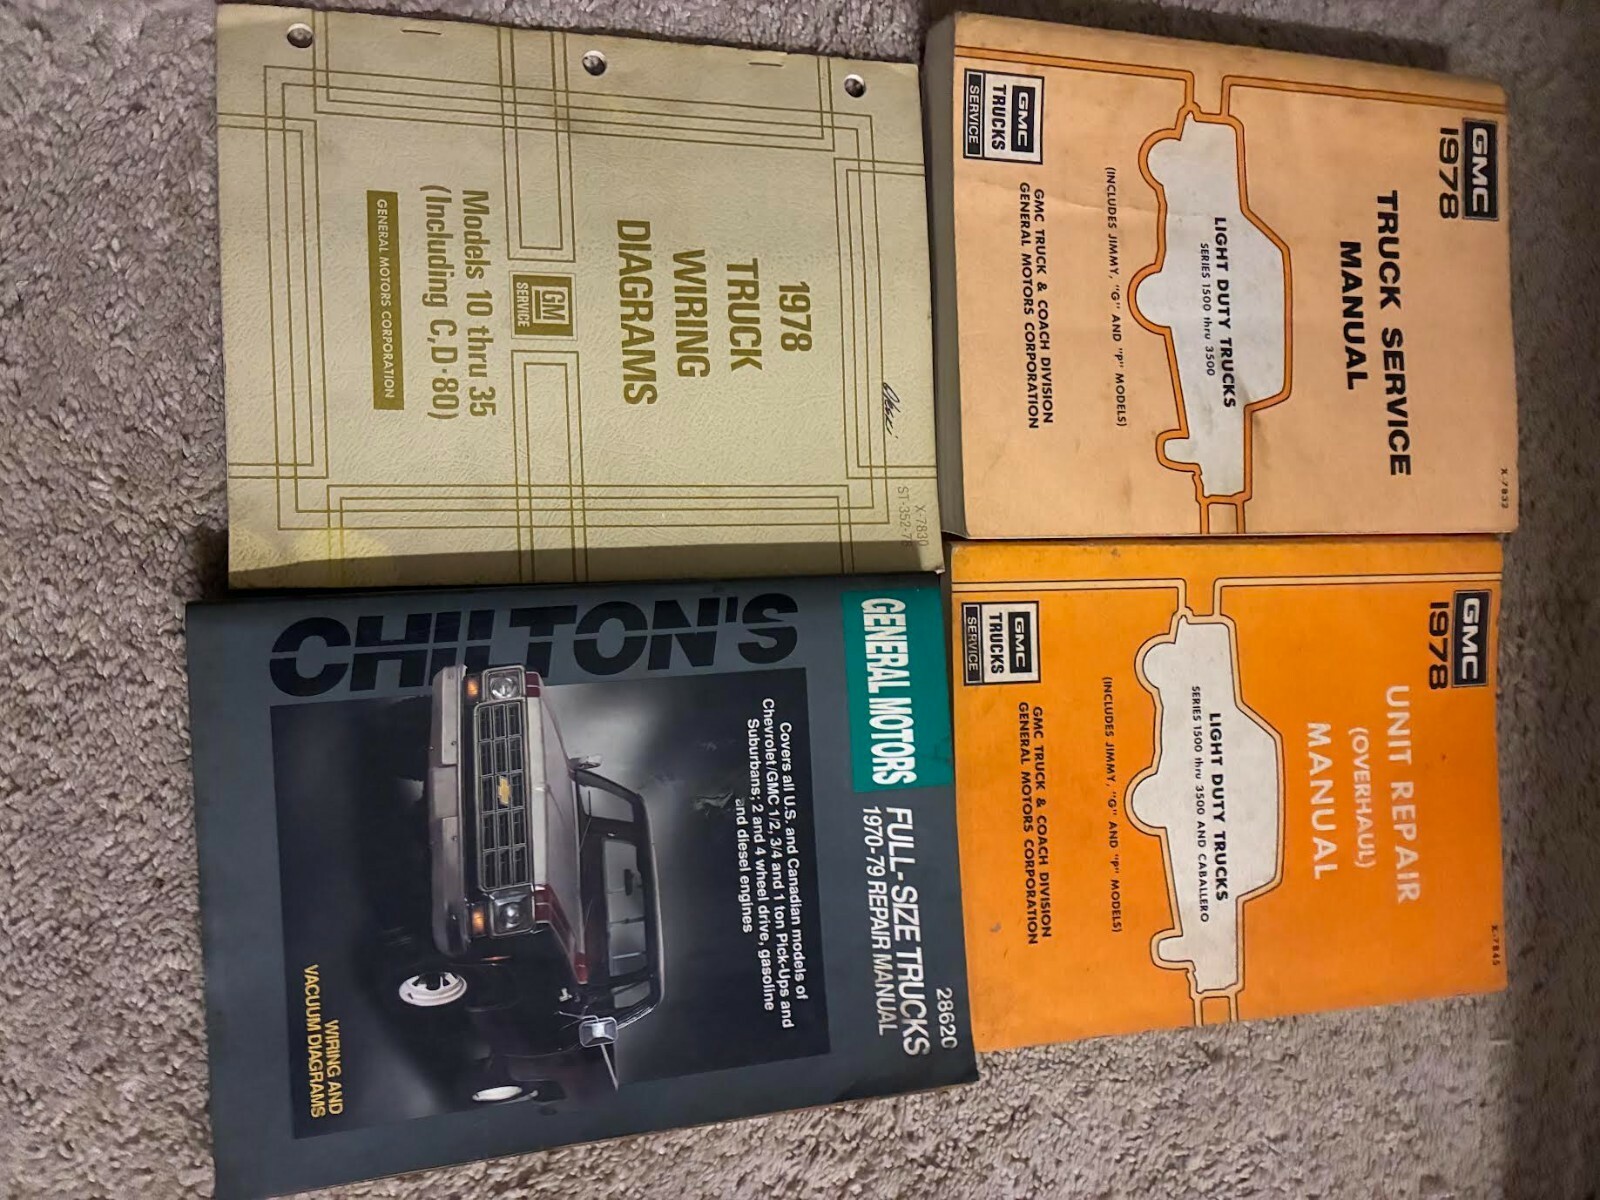 X-7833
GMC
1978
TRUCK SERVICE
MANUAL
LIGHT DUTY TRUCKS
SERIES 1500 thru 3500
(INCLUDES JIMMY, "G" AND "P" MODELS)
GMC TRUCK & COACH DIVISION
GENERAL MOTORS CORPORATION
GMC
TRUCKS
SERVICE
X-7845
GMC
1978
UNIT REPAIR
(OVERHAUL)
MANUAL
LIGHT DUTY TRUCKS
SERIES 1500 thru 3500 AND CABALLERO
(INCLUDES JIMMY, "G" AND "P" MODELS)
GMC TRUCK & COACH DIVISION
GENERAL MOTORS CORPORATION
GMC
TRUCKS
SERVICE
X-7830
ST-352-78
1978
TRUCK
WIRING
DIAGRAMS
GM
SERVICE
Models 10 thru 35
(Including C,D-80)
GENERAL MOTORS CORPORATION
28620
GENERAL MOTORS
FULL-SIZE TRUCKS
1970-79 REPAIR MANUAL
CHILTON'S
Covers all U.S. and Canadian models of
Chevrolet/GMC 1/2, 3/4 and 1 ton Pick-Ups and
Suburbans; 2 and 4 wheel drive, gasoline
and diesel engines
WIRING AND
VACUUM DIAGRAMS